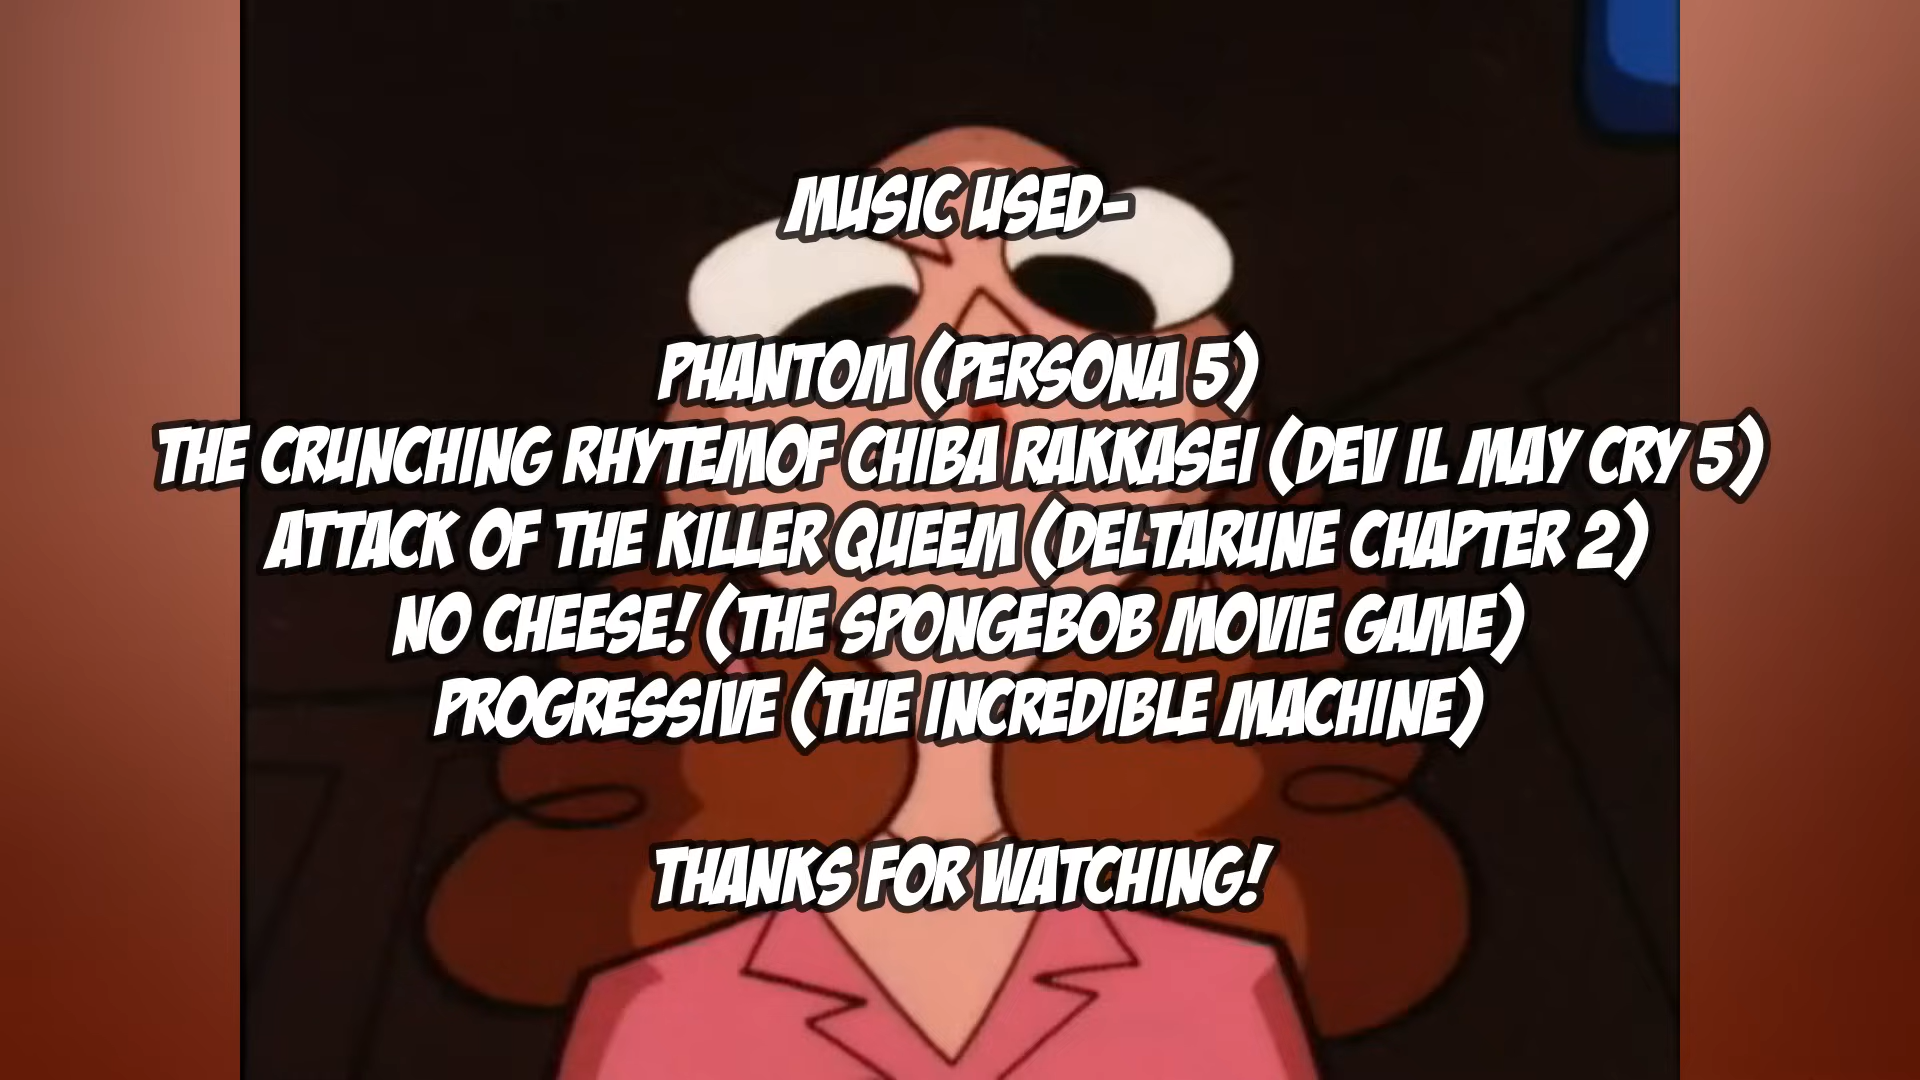 MUSIC USED-
PHANTOM (PERSONA 5)
THE CRUNCHING RHYTEMOF CHIBA RAKKASEI (DEV IL MAY CRY 5)
ATTACK OF THE KILLER QUEEM (DELTARUNE CHAPTER 2)
NO CHEESE! (THE SPONGEBOB MOVIE GAME)
PROGRESSIVE (THE INCREDIBLE MACHINE)
THANKS FOR WATCHING!